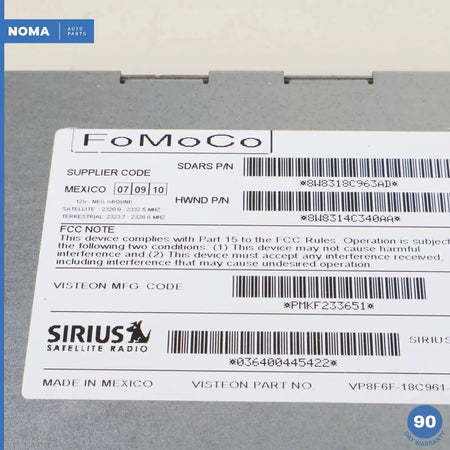 NOMA AUTO PARTS
FoMoCo
SUPPLIER CODE
SDARS P/N
*8W8318C963AD*
MEXICO 07 09 10
12V. NEG. GROUND
HWND P/N
SATELLITE - 2320.0 - 2332.5 MHZ
TERRESTRIAL 2323.7 - 2328.8 MHZ
*8W8314C340AA*
FCC NOTE
This device complies with Part 15 to the FCC Rules. Operation is subject
the following two conditions: (1) This device may not cause harmful
interference and (2) This device must accept any interference received,
including interference that may cause undesired operation
VISTEON MFG. CODE
*PMKF233651*
SIRIUS
SATELLITE RADIO
*036400445422*
SIRIUS
MADE IN MEXICO
VISTEON PART NO.
VP8F6F-18C961-
90
DAY WARRANTY